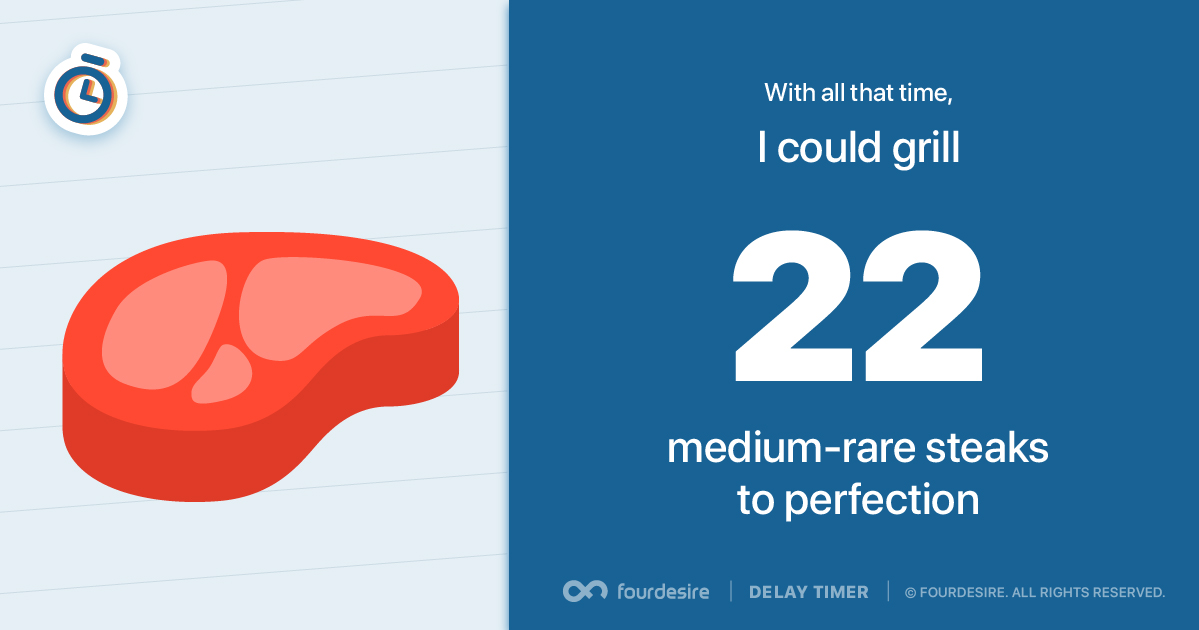 With all that time,
I could grill
22
medium-rare steaks
to perfection
fourdesire | DELAY TIMER | © FOURDESIRE. ALL RIGHTS RESERVED.